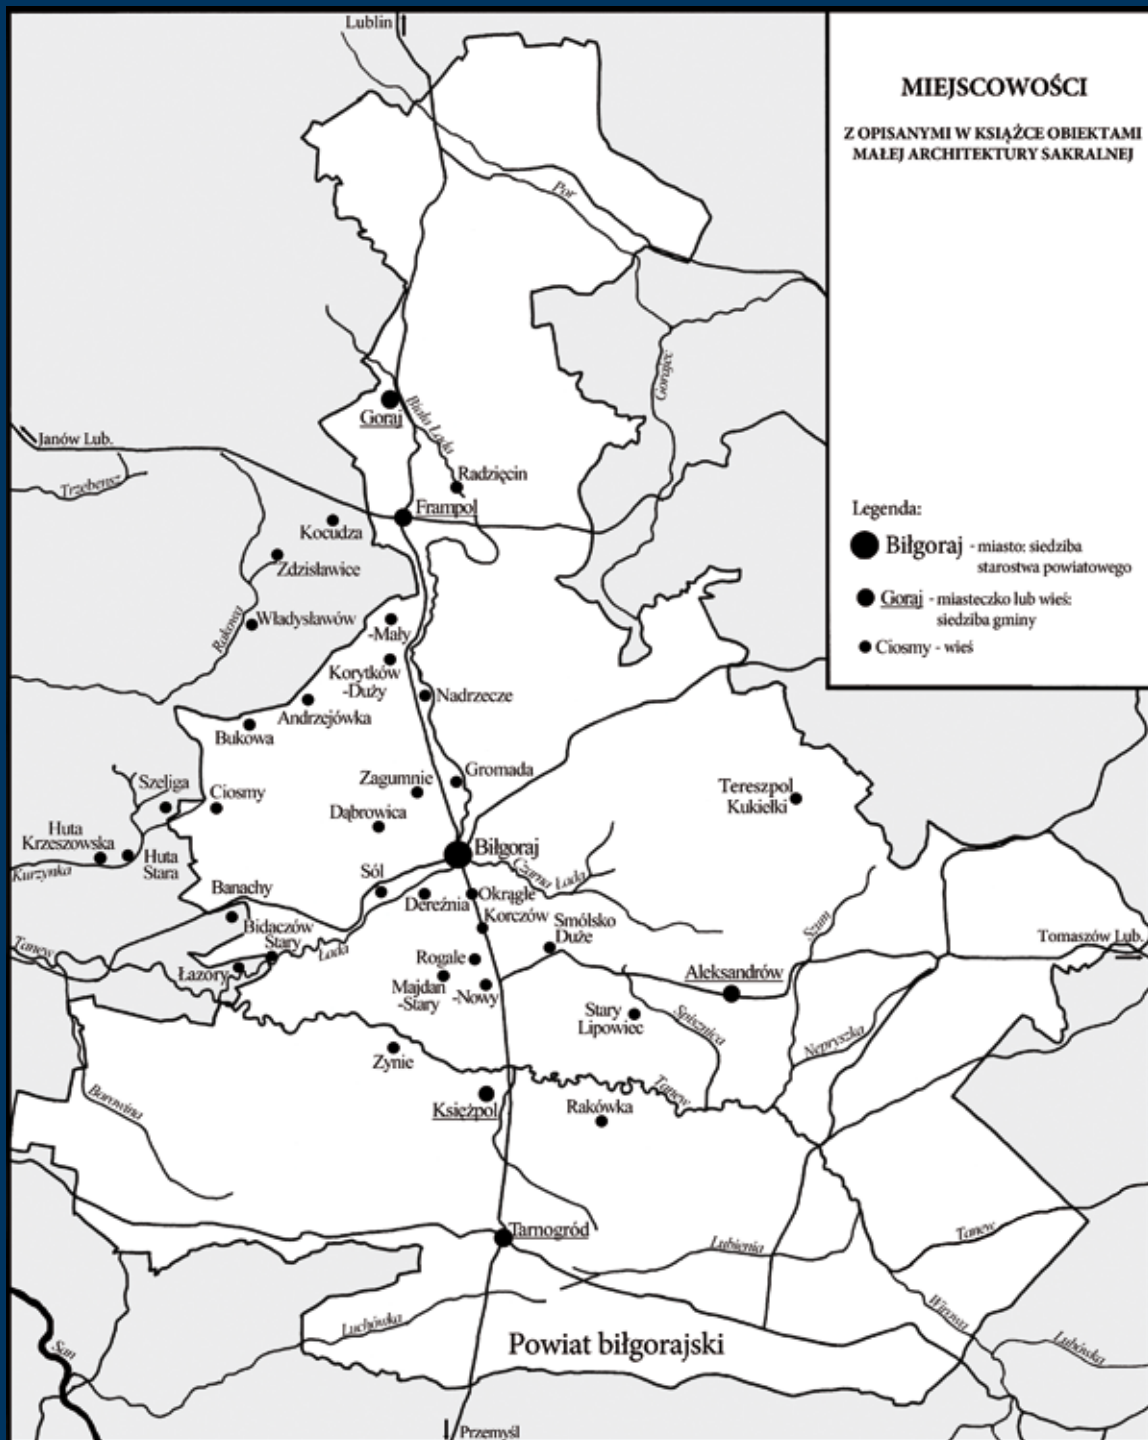 Lublin
MIEJSCOWOŚCI
Z OPISANYMI W KSIĄŻCE OBIEKTAMI
MAŁEJ ARCHITEKTURY SAKRALNEJ
Por
Gorajec
Goraj
Biała Łada
Janów Lub.
Trzebensz
Radzięcin
Frampol
Kocudza
Zdzisławice
Rakowa
Władysławów
-Mały
Korytków
-Duży
Nadrzecze
Andrzejówka
Bukowa
Legenda:
Biłgoraj - miasto: siedziba
starostwa powiatowego
Goraj - miasteczko lub wieś:
siedziba gminy
Ciosmy - wieś
Szeliga
Ciosmy
Zagumnie
Gromada
Dąbrowica
Tereszpol
Kukiełki
Huta
Krzeszowska
Huta
Stara
Kurzynka
Biłgoraj
Czarna Łada
Sól
Banachy
Dereźnia
Okrągłe
Korczów
Bidaczów
Stary
Smólsko
Duże
Szum
Tomaszów Lub.
Tanew
Łada
Łazory
Rogale
Majdan
-Stary
-Nowy
Aleksandrów
Stary
Lipowiec
Spisznica
Nepryszka
Zynie
Tanew
Borowina
Księżpol
Rakówka
Tarnogród
Lubienia
Tanew
Wirowa
Luchówka
Lubówka
San
Powiat biłgorajski
Przemyśl